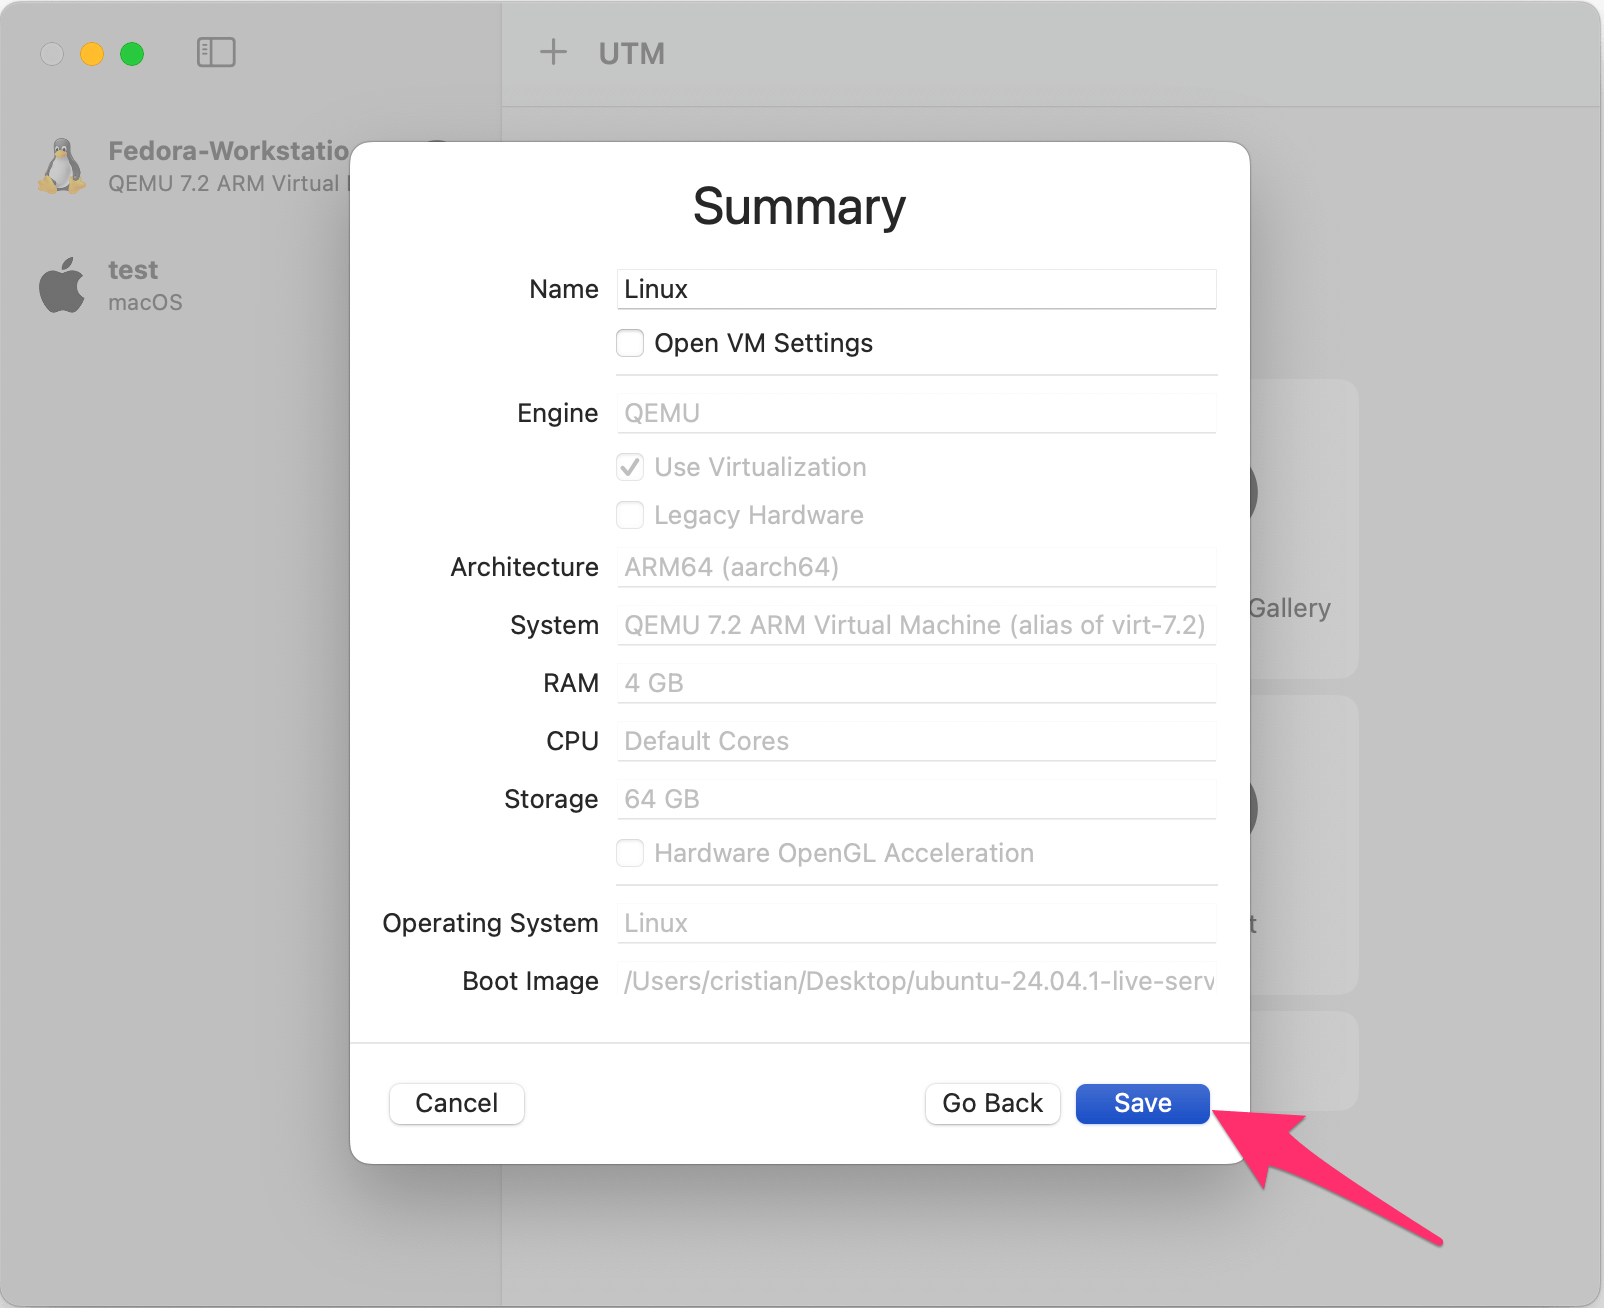 UTM
Fedora-Workstatio
QEMU 7.2 ARM Virtual
test
macOS
Summary
Name Linux
Open VM Settings
Engine QEMU
Use Virtualization
Legacy Hardware
Architecture ARM64 (aarch64)
System QEMU 7.2 ARM Virtual Machine (alias of virt-7.2)
RAM 4 GB
CPU Default Cores
Storage 64 GB
Hardware OpenGL Acceleration
Operating System Linux
Boot Image /Users/cristian/Desktop/ubuntu-24.04.1-live-serv
Gallery
Cancel Go Back Save